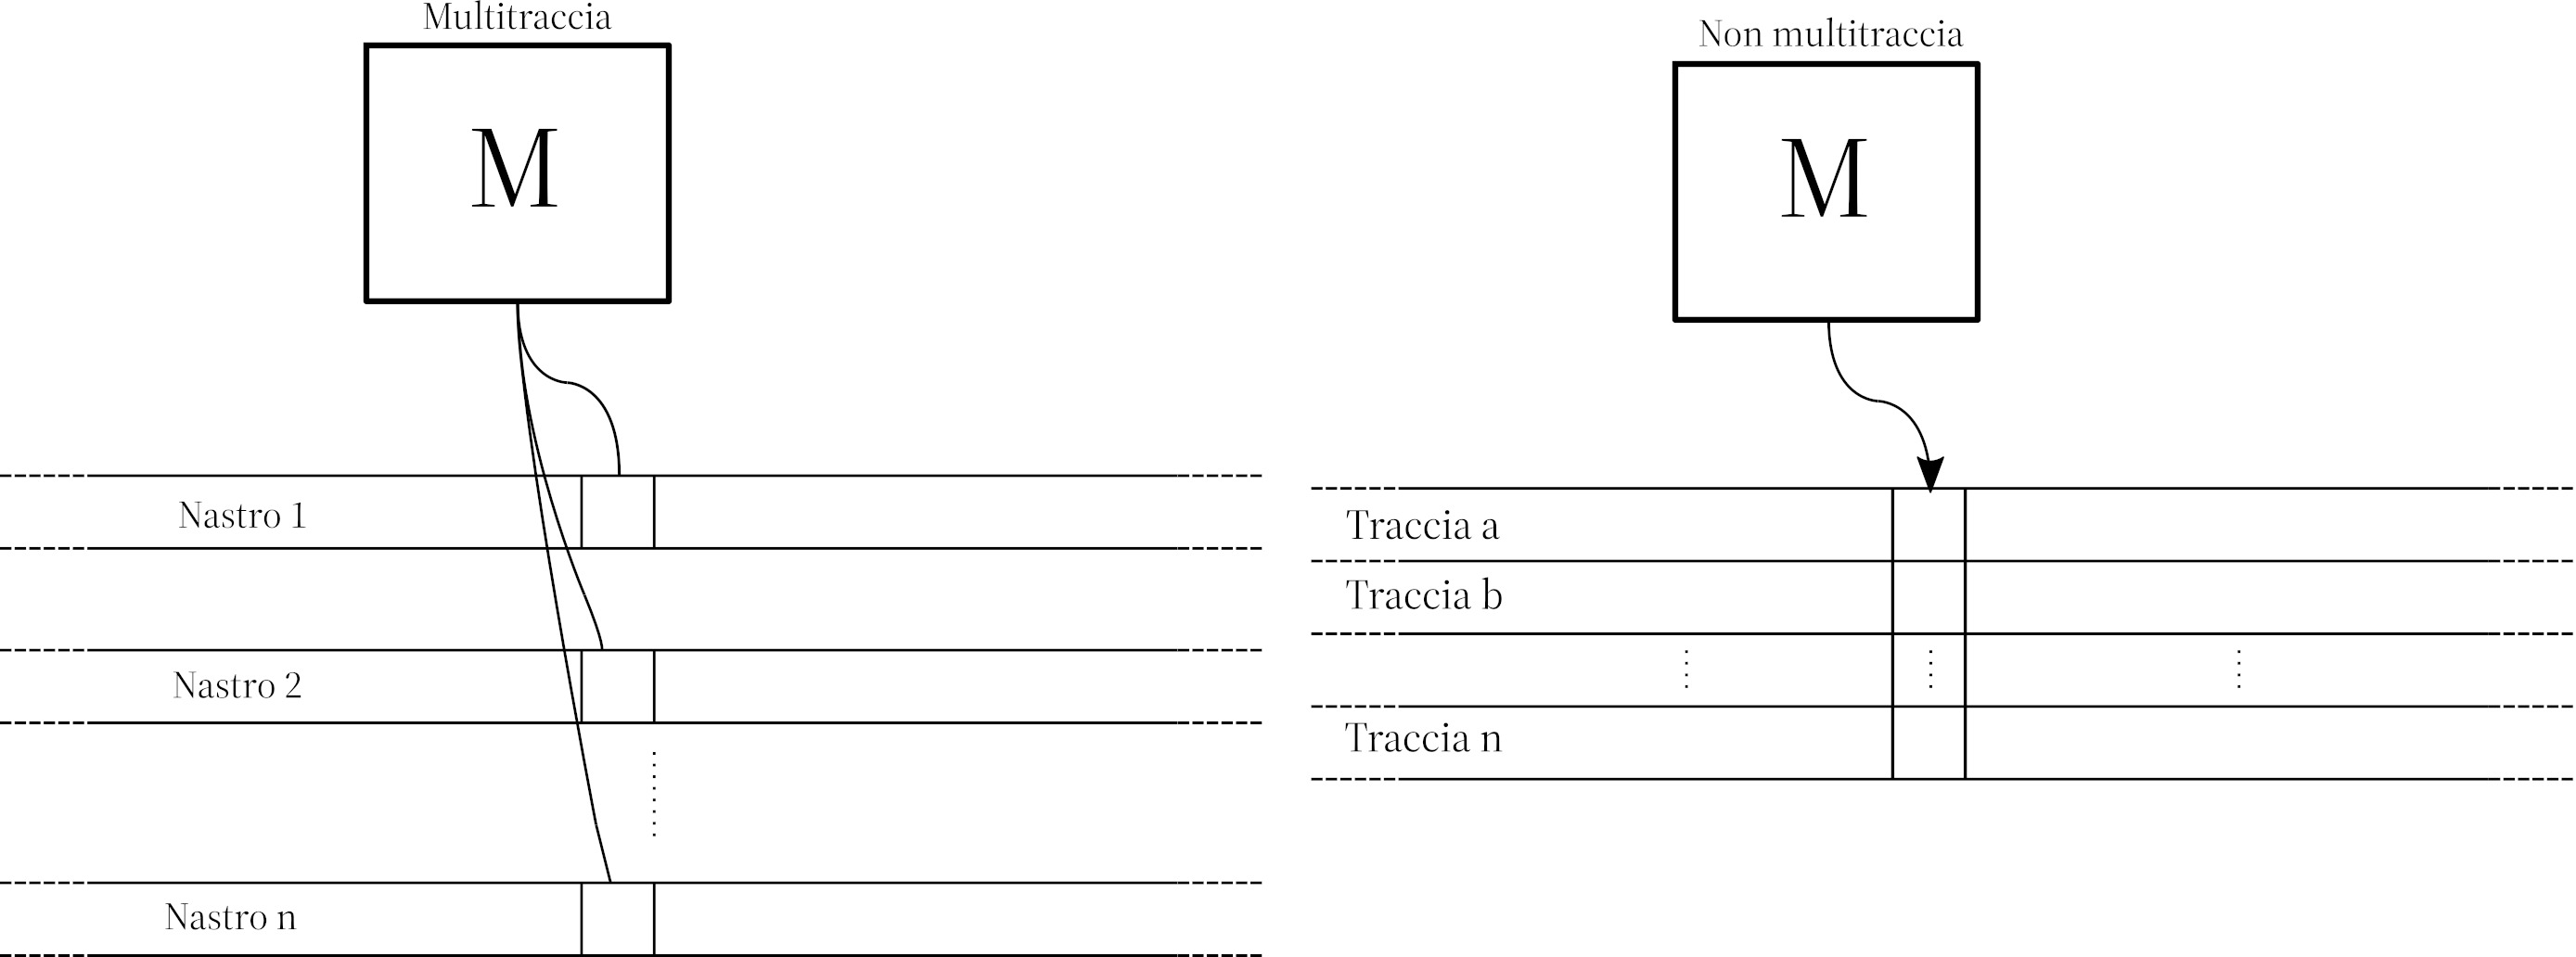 Multitraccia
M
Nastro 1
Nastro 2
Nastro n
Non multitraccia
M
Traccia a
Traccia b
Traccia n